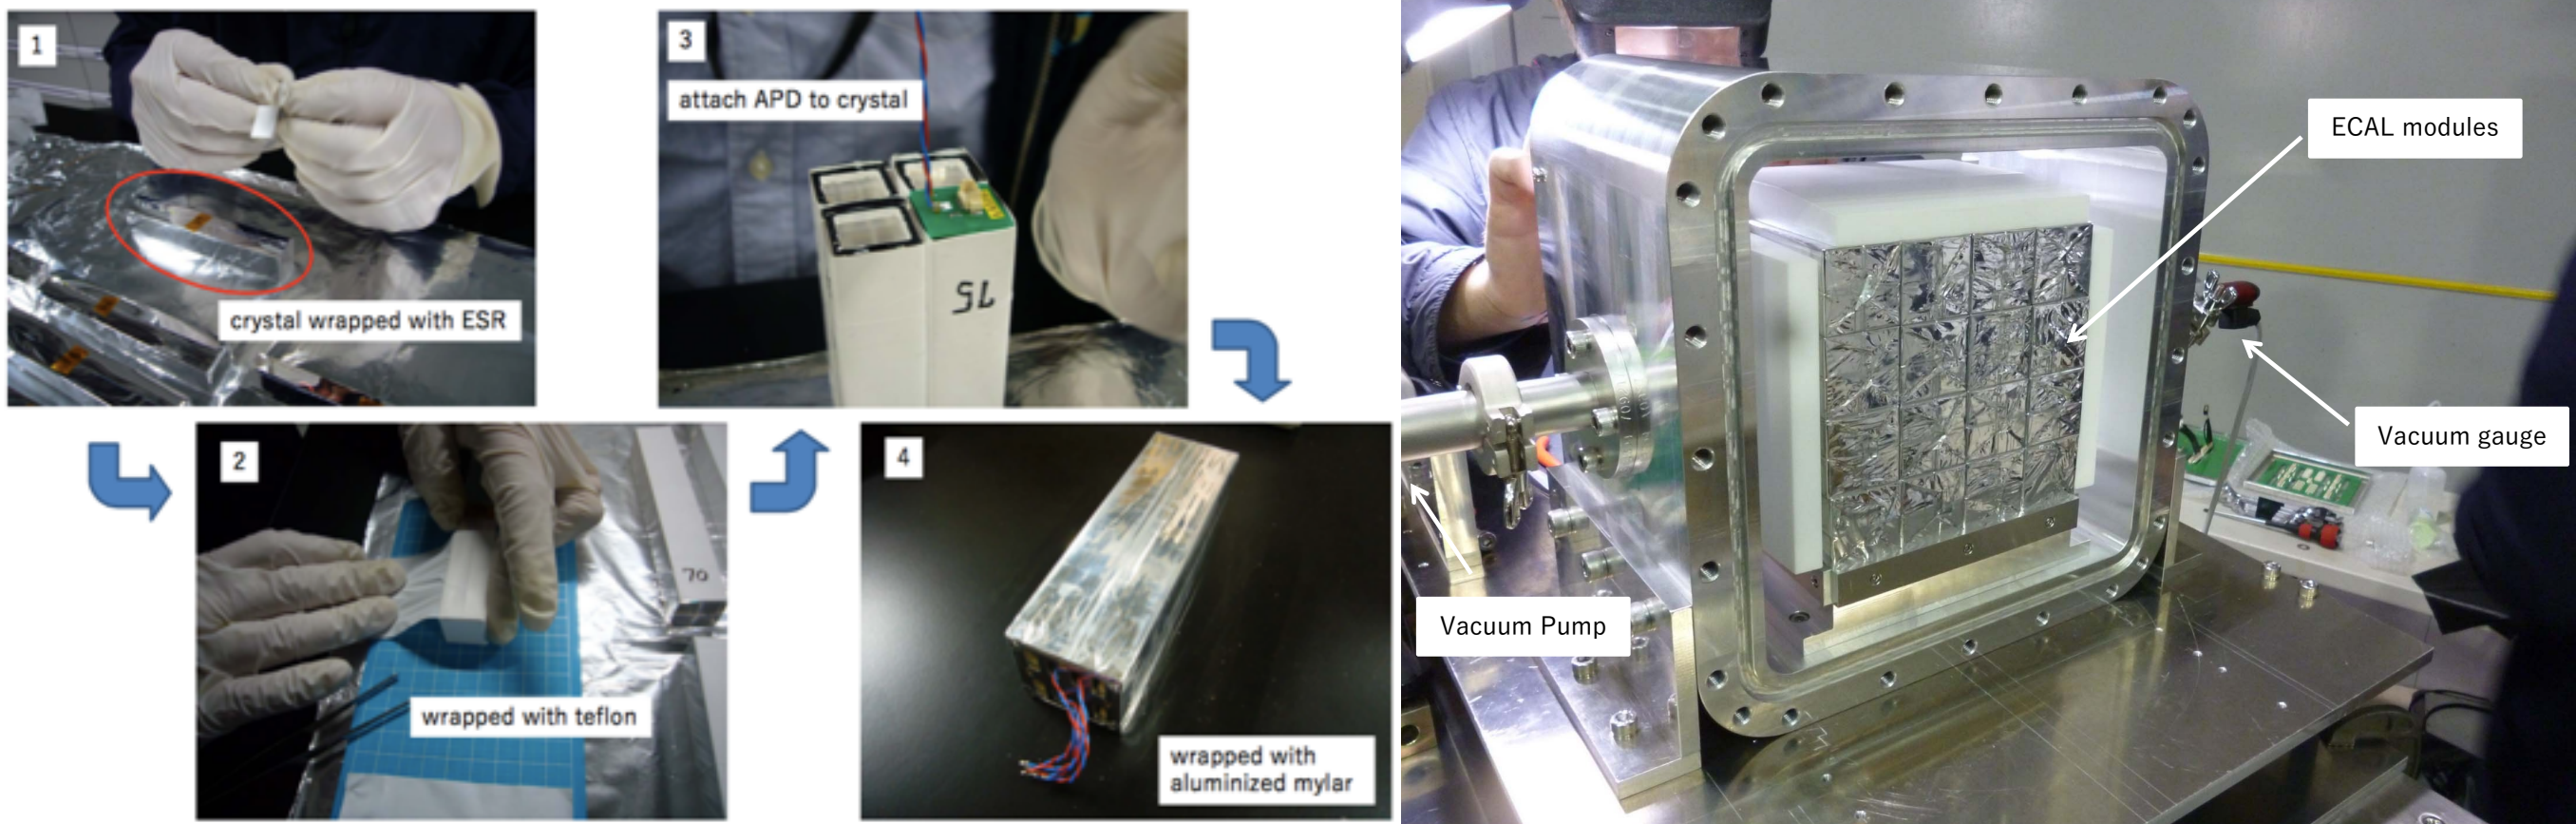 1
crystal wrapped with ESR
2
70
wrapped with teflon
3
attach APD to crystal
75
4
wrapped with
aluminized mylar
ECAL modules
Vacuum gauge
Vacuum Pump